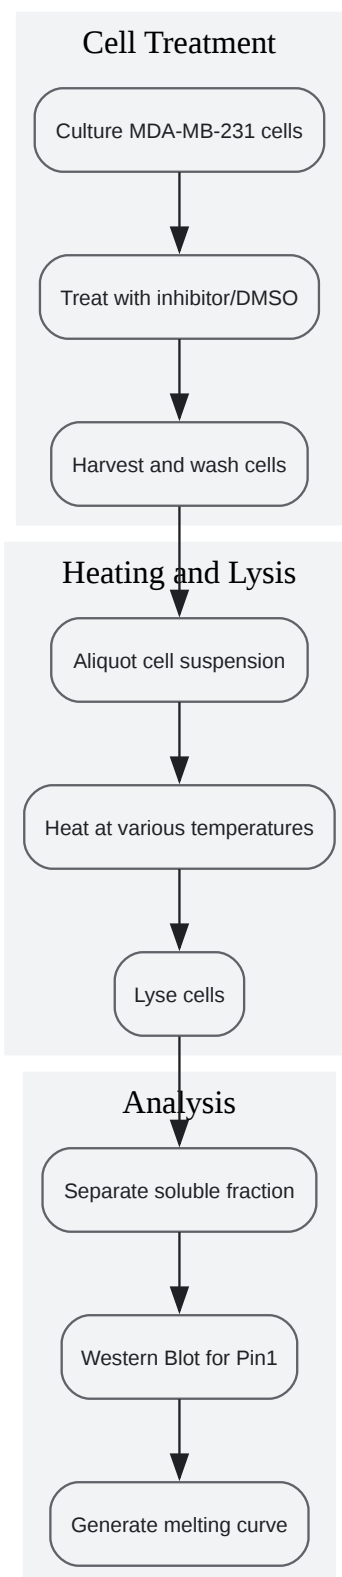 Cell Treatment
Culture MDA-MB-231 cells
Treat with inhibitor/DMSO
Harvest and wash cells
Heating and Lysis
Aliquot cell suspension
Heat at various temperatures
Lyse cells
Analysis
Separate soluble fraction
Western Blot for Pin1
Generate melting curve